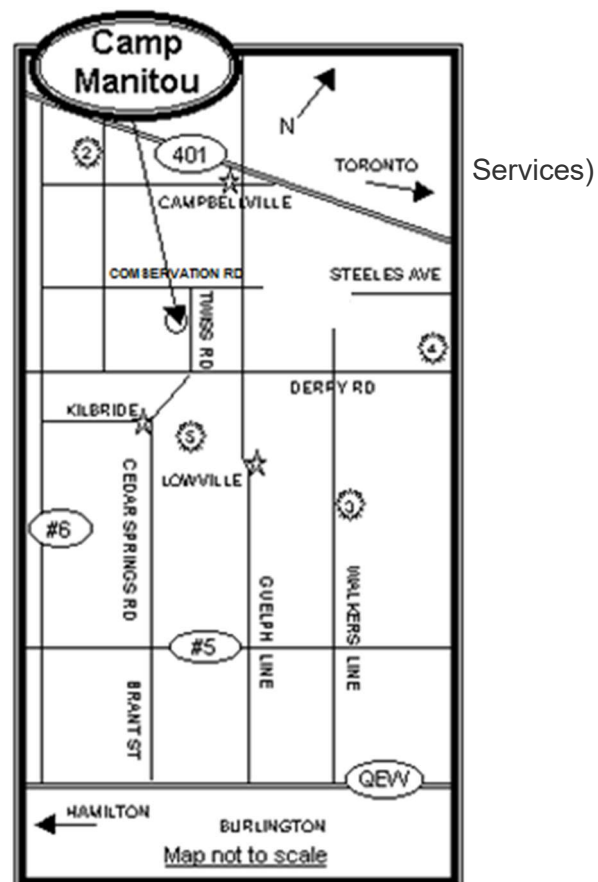 Camp
Manitou
N
2
401
TORONTO
Services)
CAMPBELLVILLE
COMSERVATION RD
STEELES AVE
TWISS RD
4
DERRY RD
KILBRIDE
5
LOWVILLE
CEDAR SPRINGS RD
3
#6
GUELPH LINE
WALKERS LINE
#5
BRANT ST
QEW
HAMILTON
BURLINGTON
Map not to scale